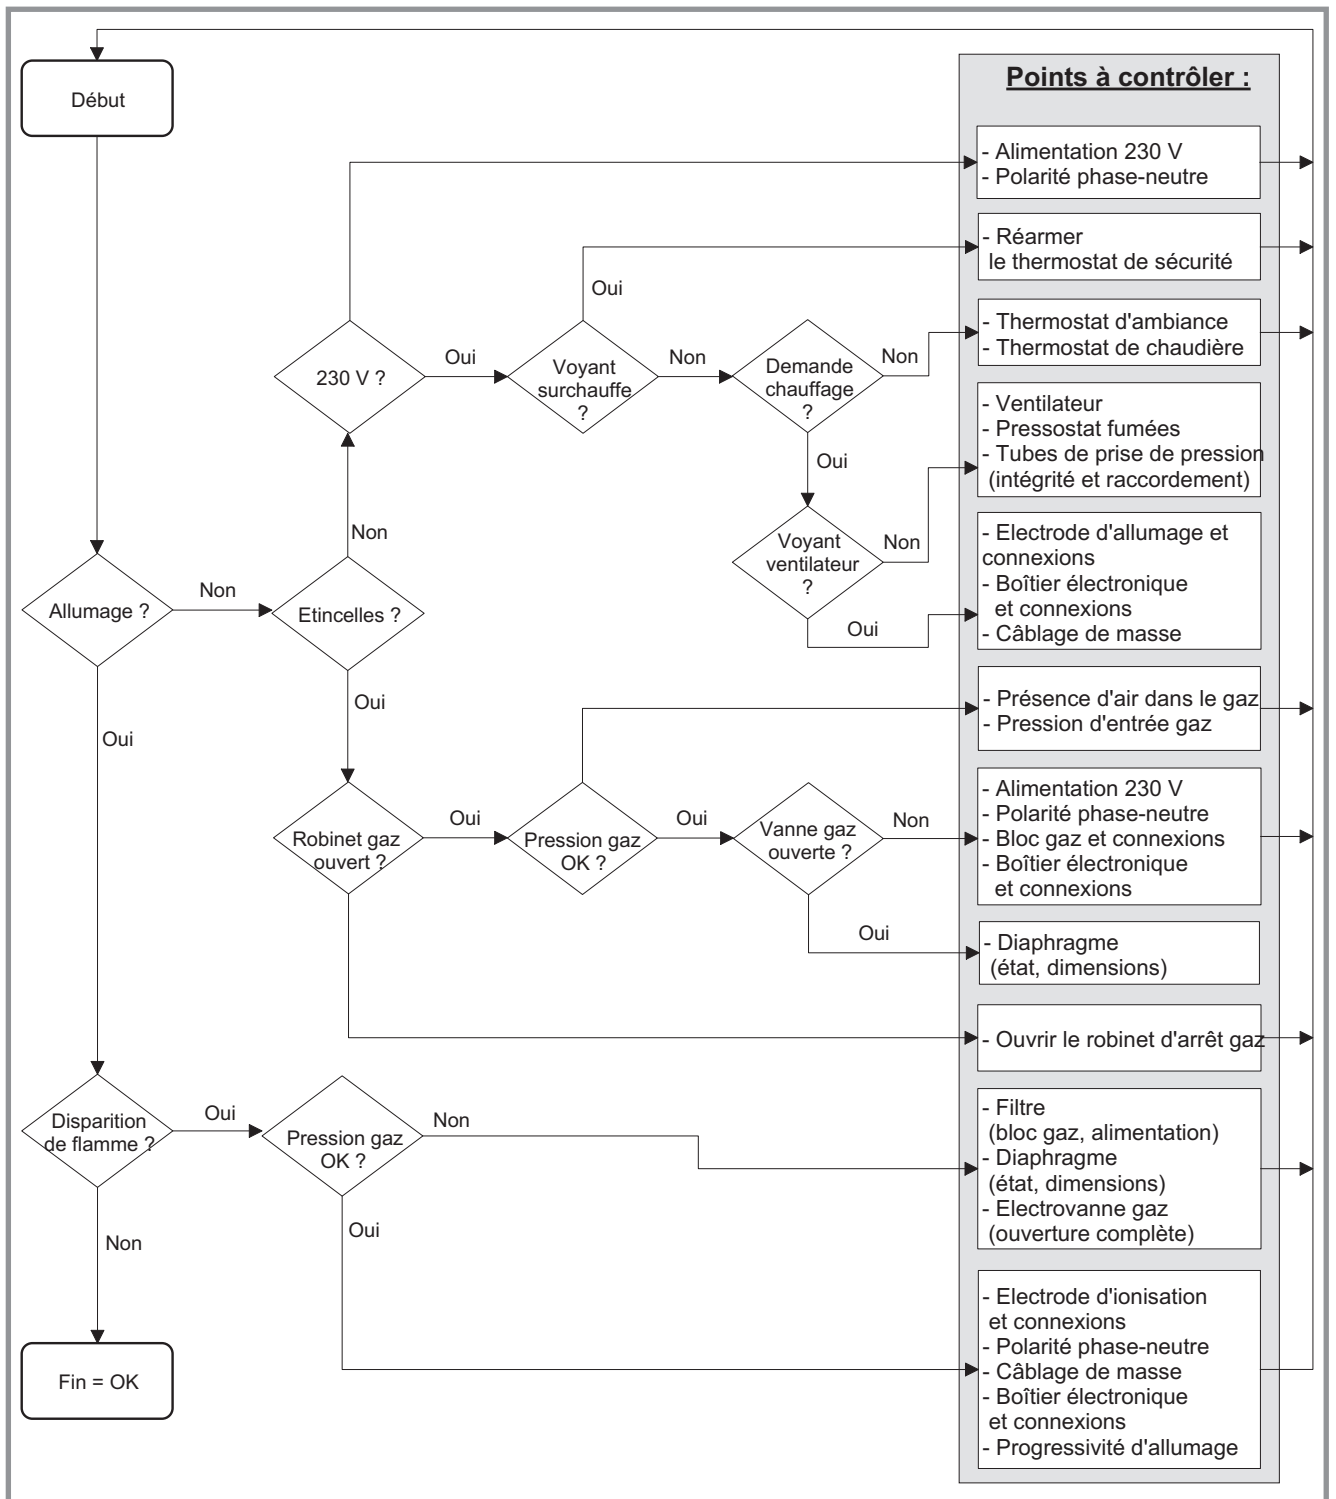 Début
Points à contrôler :
- Alimentation 230 V
- Polarité phase-neutre
- Réarmer
le thermostat de sécurité
Oui
- Thermostat d'ambiance
- Thermostat de chaudière
230 V ?
Oui
Voyant
surchauffe
?
Non
Demande
chauffage
?
Non
- Ventilateur
- Pressostat fumées
- Tubes de prise de pression
(intégrité et raccordement)
Oui
Non
Voyant
ventilateur
?
Non
- Electrode d'allumage et
connexions
- Boîtier électronique
et connexions
- Câblage de masse
Oui
Allumage ?
Non
Etincelles ?
Oui
Oui
- Présence d'air dans le gaz
- Pression d'entrée gaz
Robinet gaz
ouvert ?
Oui
Pression gaz
OK ?
Oui
Vanne gaz
ouverte ?
Non
- Alimentation 230 V
- Polarité phase-neutre
- Bloc gaz et connexions
- Boîtier électronique
et connexions
Oui
- Diaphragme
(état, dimensions)
- Ouvrir le robinet d'arrêt gaz
Disparition
de flamme ?
Oui
Pression gaz
OK ?
Non
- Filtre
(bloc gaz, alimentation)
- Diaphragme
(état, dimensions)
- Electrovanne gaz
(ouverture complète)
Oui
Non
- Electrode d'ionisation
et connexions
- Polarité phase-neutre
- Câblage de masse
- Boîtier électronique
et connexions
- Progressivité d'allumage
Fin = OK